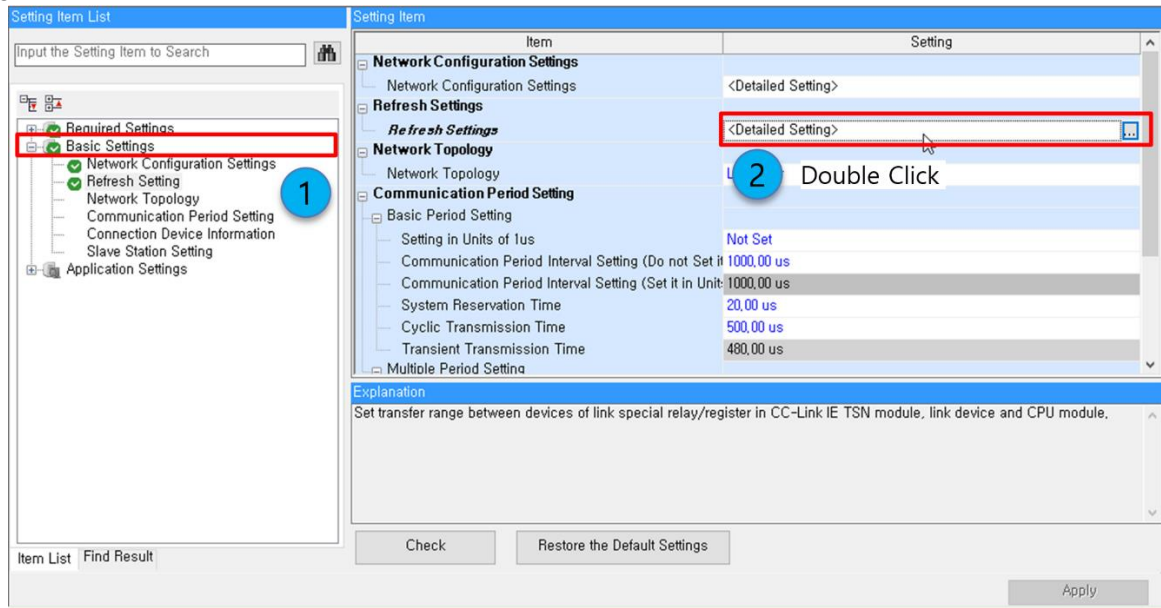 Setting Item List
Input the Setting Item to Search
Required Settings
Basic Settings
Network Configuration Settings
Refresh Setting
Network Topology
Communication Period Setting
Connection Device Information
Slave Station Setting
Application Settings
1
Item List Find Result
Setting Item
Item Setting
Network Configuration Settings
Network Configuration Settings <Detailed Setting>
Refresh Settings
Refresh Settings <Detailed Setting> ...
Network Topology
Network Topology
2 Double Click
Communication Period Setting
Basic Period Setting
Setting in Units of 1us Not Set
Communication Period Interval Setting (Do not Set it 1000,00 us
Communication Period Interval Setting (Set it in Unit: 1000,00 us
System Reservation Time 20,00 us
Cyclic Transmission Time 500,00 us
Transient Transmission Time 480,00 us
Multiple Period Setting
Explanation
Set transfer range between devices of link special relay/register in CC-Link IE TSN module, link device and CPU module,
Check Restore the Default Settings
Apply